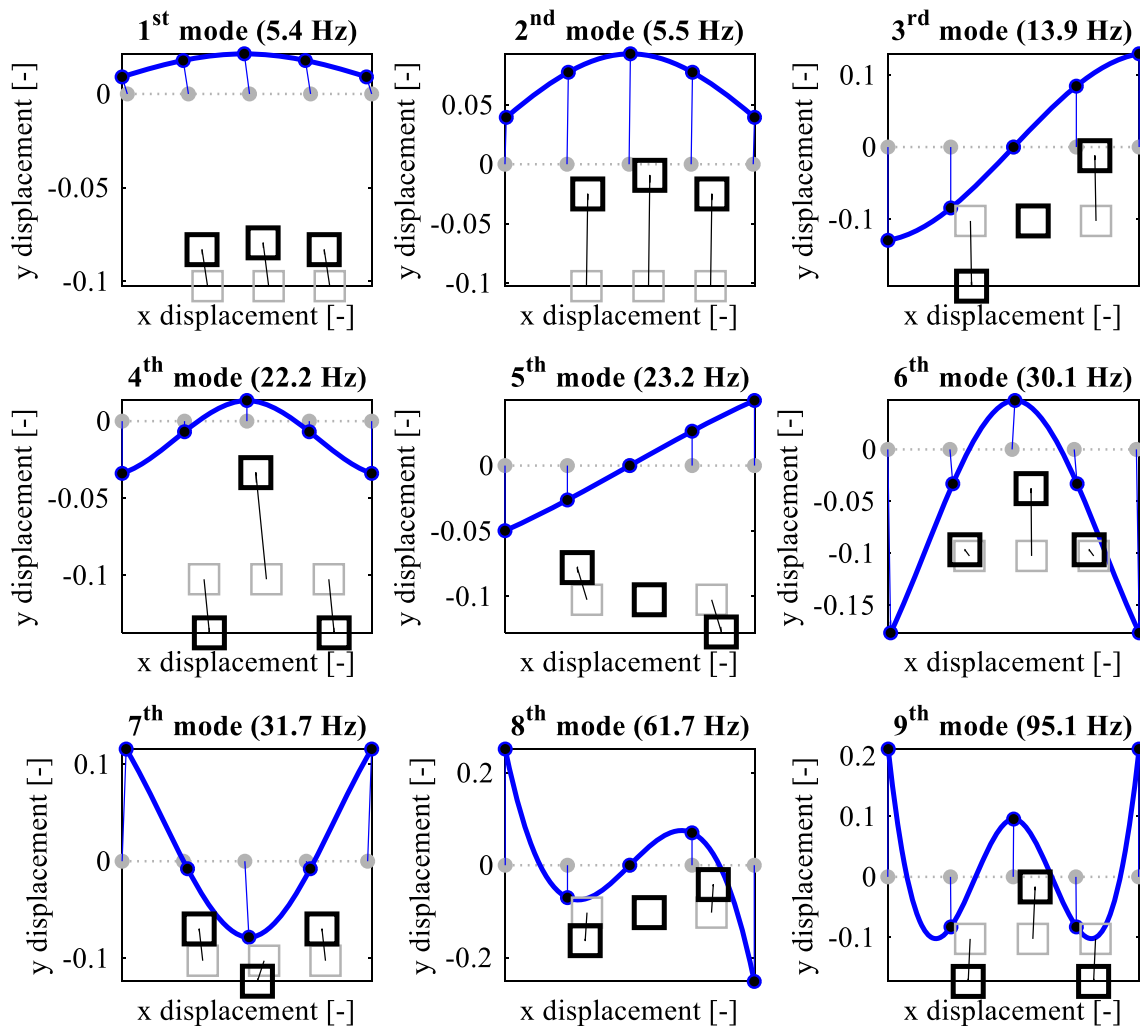 1st mode (5.4 Hz)
y displacement [-]
0
-0.05
-0.1
x displacement [-]
2nd mode (5.5 Hz)
y displacement [-]
0.05
0
-0.05
-0.1
x displacement [-]
3rd mode (13.9 Hz)
y displacement [-]
0.1
0
-0.1
x displacement [-]
4th mode (22.2 Hz)
y displacement [-]
0
-0.05
-0.1
x displacement [-]
5th mode (23.2 Hz)
y displacement [-]
0
-0.05
-0.1
x displacement [-]
6th mode (30.1 Hz)
y displacement [-]
0
-0.05
-0.1
-0.15
x displacement [-]
7th mode (31.7 Hz)
y displacement [-]
0.1
0
-0.1
x displacement [-]
8th mode (61.7 Hz)
y displacement [-]
0.2
0
-0.2
x displacement [-]
9th mode (95.1 Hz)
y displacement [-]
0.2
0.1
0
-0.1
x displacement [-]